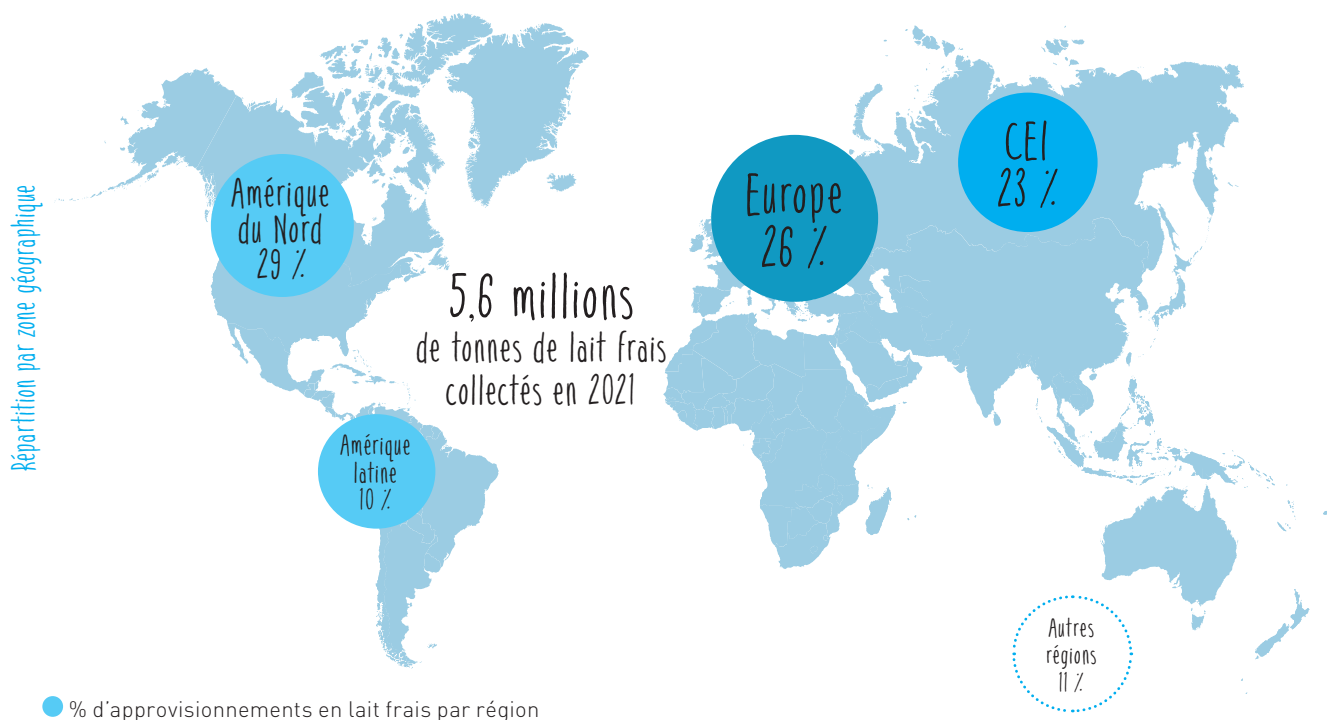 Répartition par zone géographique
Amérique
du Nord
29 %
Europe
26 %
CEI
23 %
5,6 millions
de tonnes de lait frais
collectés en 2021
Amérique
latine
10 %
Autres
régions
11 %
% d'approvisionnements en lait frais par région